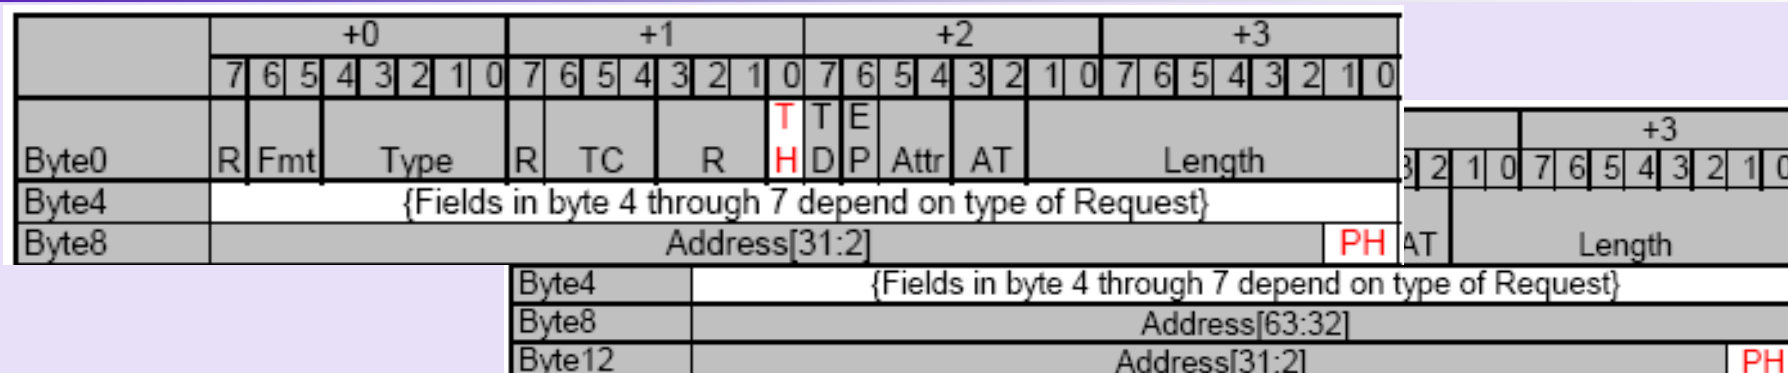 +0 +1 +2 +3
7 6 5 4 3 2 1 0 7 6 5 4 3 2 1 0 7 6 5 4 3 2 1 0 7 6 5 4 3 2 1 0
Byte0 R Fmt Type R TC R TH TD EP Attr AT Length
Byte4 {Fields in byte 4 through 7 depend on type of Request}
Byte8 Address[31:2] PH
+3
2 1 0 7 6 5 4 3 2 1 0
AT Length
Byte4 {Fields in byte 4 through 7 depend on type of Request}
Byte8 Address[63:32]
Byte12 Address[31:2] PH